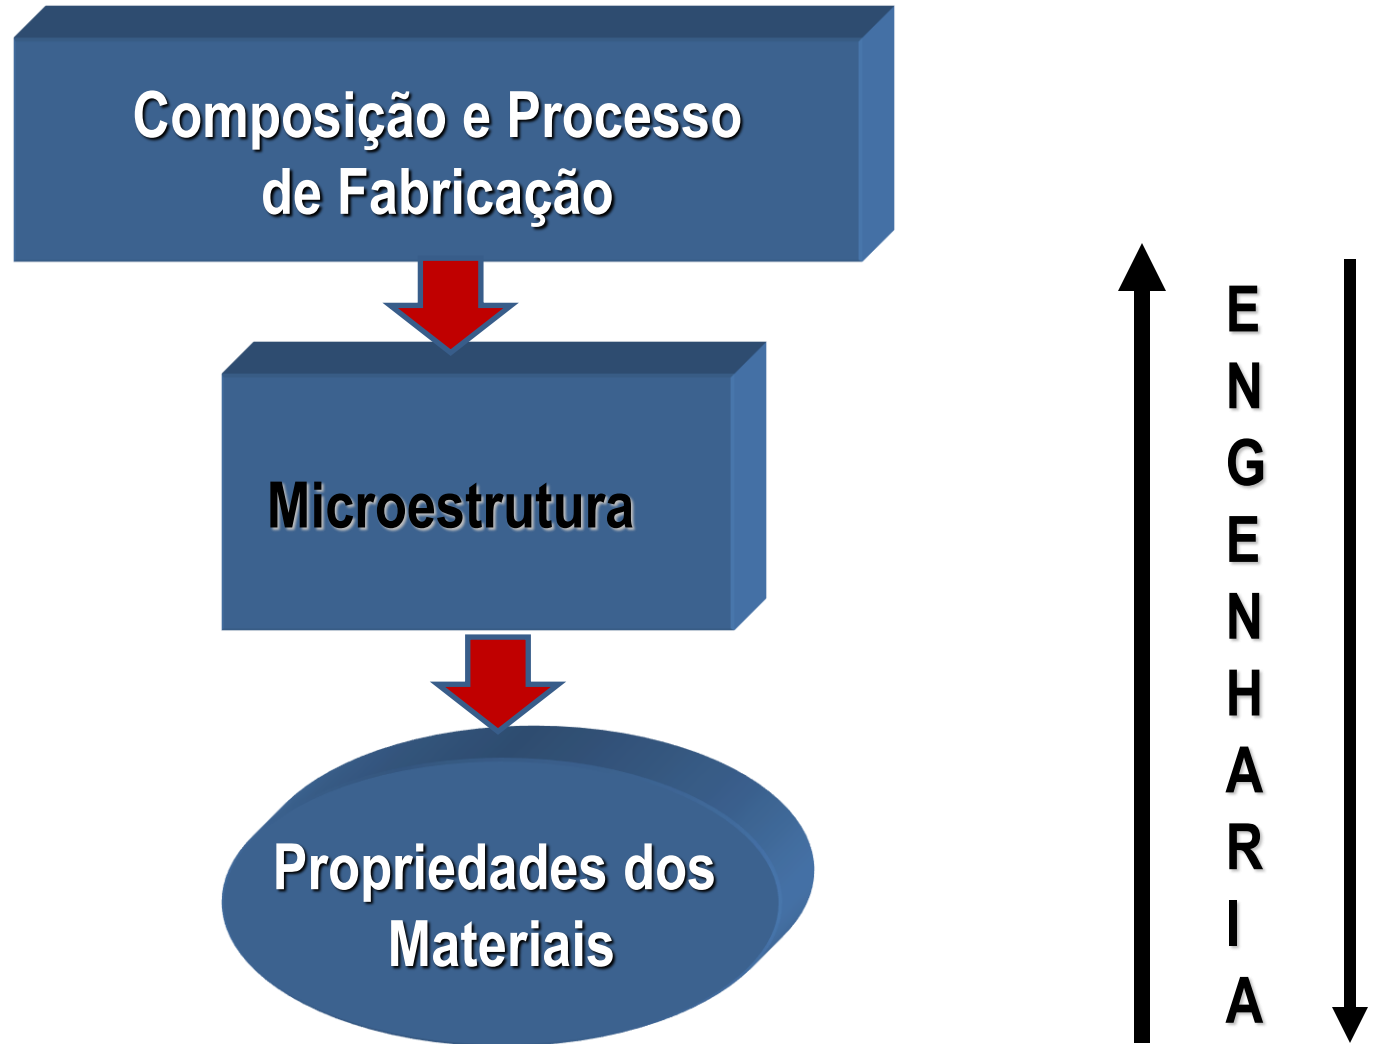 Composição e Processo
de Fabricação
Microestrutura
Propriedades dos
Materiais
E
N
G
E
N
H
A
R
I
A